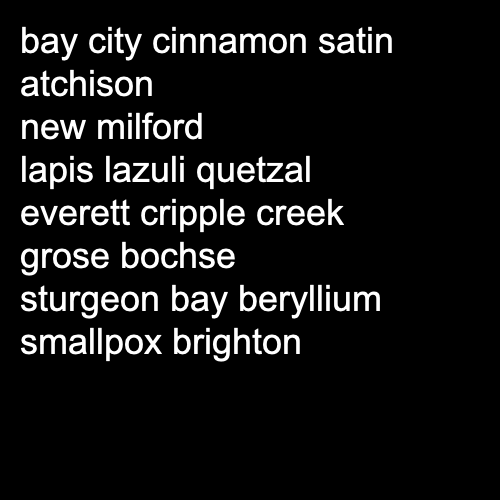 bay city cinnamon satin
atchison
new milford
lapis lazuli quetzal
everett cripple creek
grose bochse
sturgeon bay beryllium
smallpox brighton